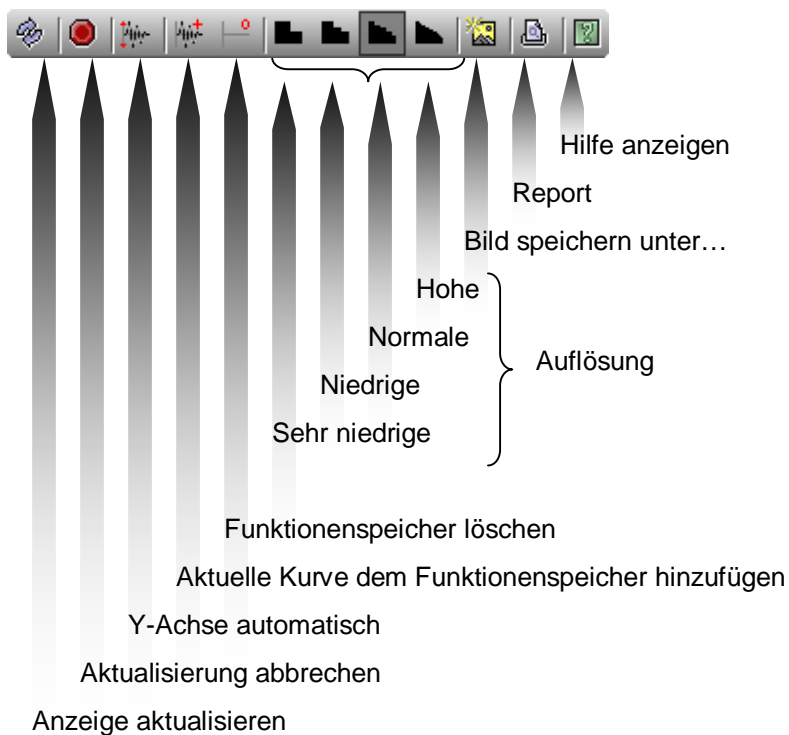 Hilfe anzeigen
Report
Bild speichern unter…
Hohe
Normale
Auflösung
Niedrige
Sehr niedrige
Funktionenspeicher löschen
Aktuelle Kurve dem Funktionenspeicher hinzufügen
Y-Achse automatisch
Aktualisierung abbrechen
Anzeige aktualisieren